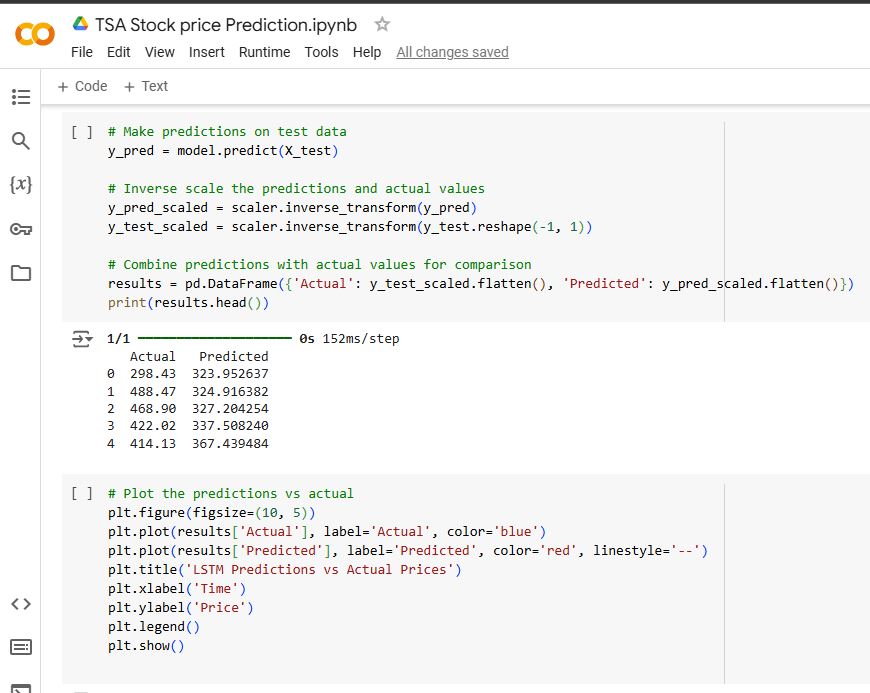 TSA Stock price Prediction.ipynb
File Edit View Insert Runtime Tools Help All changes saved
+ Code + Text
[ ] # Make predictions on test data
y_pred = model.predict(X_test)
# Inverse scale the predictions and actual values
y_pred_scaled = scaler.inverse_transform(y_pred)
y_test_scaled = scaler.inverse_transform(y_test.reshape(-1, 1))
# Combine predictions with actual values for comparison
results = pd.DataFrame({'Actual': y_test_scaled.flatten(), 'Predicted': y_pred_scaled.flatten()})
print(results.head())
1/1 0s 152ms/step
Actual Predicted
0 298.43 323.952637
1 488.47 324.916382
2 468.90 327.204254
3 422.02 337.508240
4 414.13 367.439484
[ ] # Plot the predictions vs actual
plt.figure(figsize=(10, 5))
plt.plot(results['Actual'], label='Actual', color='blue')
plt.plot(results['Predicted'], label='Predicted', color='red', linestyle='--')
plt.title('LSTM Predictions vs Actual Prices')
plt.xlabel('Time')
plt.ylabel('Price')
plt.legend()
plt.show()